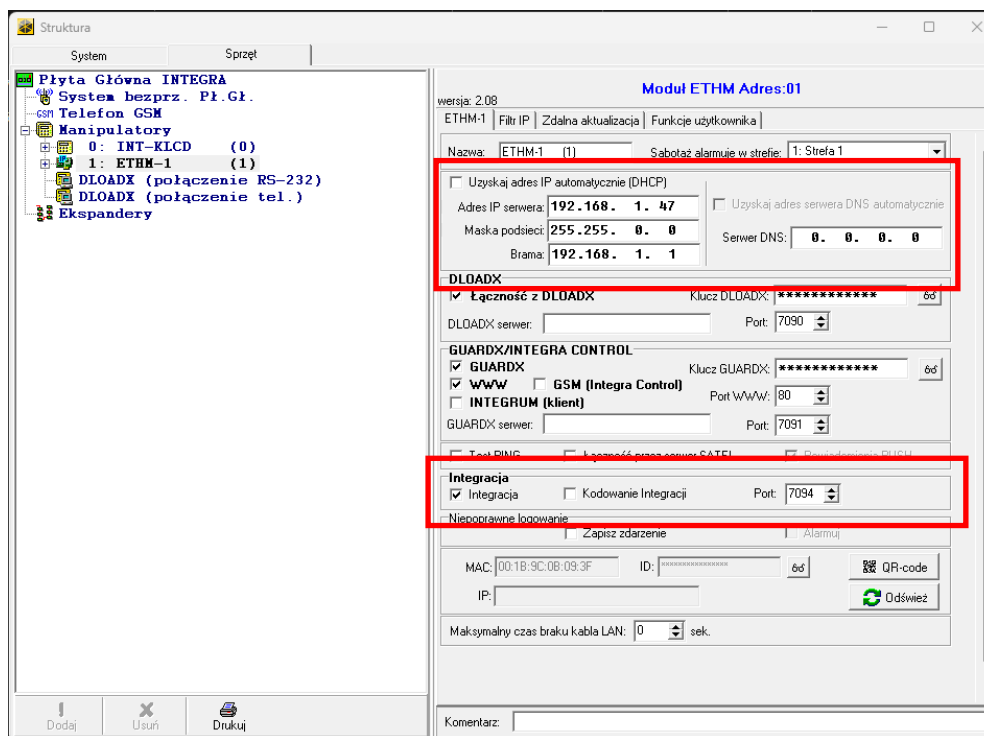 Struktura
System Sprzęt
Płyta Główna INTEGRA
System bezprz. Pł.Gł.
GSM Telefon GSM
Manipulatory
0: INT-KLCD (0)
1: ETHM-1 (1)
DLOADX (połączenie RS-232)
DLOADX (połączenie tel.)
Ekspandery
Dodaj Usuń Drukuj
Moduł ETHM Adres:01
wersja: 2.08
ETHM-1 Filtr IP Zdalna aktualizacja Funkcje użytkownika
Nazwa: ETHM-1 (1) Sabotaż alarmuje w strefie: 1: Strefa 1
Uzyskaj adres IP automatycznie (DHCP)
Adres IP serwera: 192.168. 1. 47 Uzyskaj adres serwera DNS automatycznie
Maska podsieci: 255.255. 0. 0 Serwer DNS: 0. 0. 0. 0
Brama: 192.168. 1. 1
DLOADX
Łączność z DLOADX Klucz DLOADX: ************
DLOADX serwer: Port: 7090
GUARDX/INTEGRA CONTROL
GUARDX Klucz GUARDX: ************
WWW GSM (Integra Control) Port WWW: 80
INTEGRUM (klient)
GUARDX serwer: Port: 7091
Test PING Łączność przez serwer SATEL Powiadomienia PUSH
Integracja
Integracja Kodowanie Integracji Port: 7094
Niepoprawne logowanie
Zapisz zdarzenie Alarmuj
MAC: 00:1B:9C:0B:09:3F ID: **************** QR-code
IP: Odśwież
Maksymalny czas braku kabla LAN: 0 sek.
Komentarz: